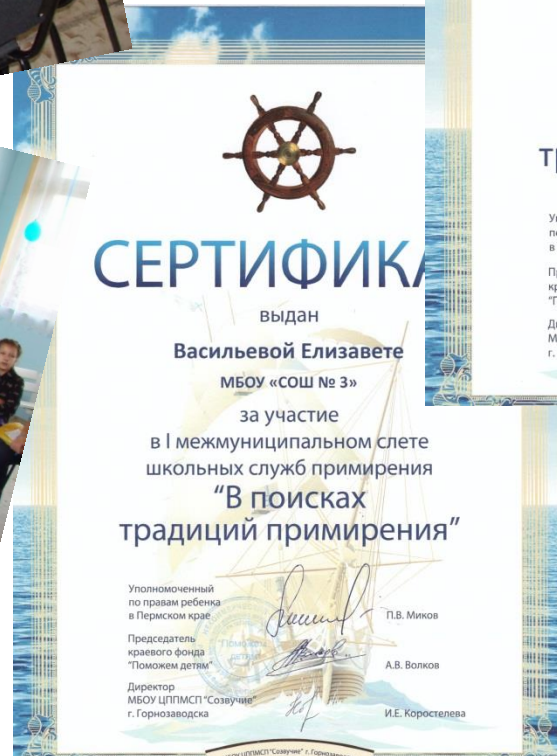 СЕРТИФИКА
выдан
Васильевой Елизавете
МБОУ «СОШ № 3»
за участие
в I межмуниципальном слете
школьных служб примирения
"В поисках
традиций примирения"
Уполномоченный
по правам ребенка
в Пермском крае
П.В. Миков
Председатель
краевого фонда
"Поможем детям"
А.В. Волков
Директор
МБОУ ЦППМСП "Созвучие"
г. Горнозаводска
И.Е. Коростелева